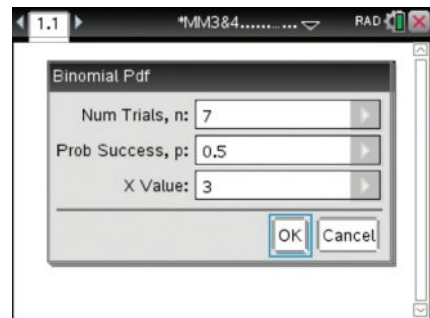 1.1 *MM3&4......... ... RAD
Binomial Pdf
Num Trials, n: 7
Prob Success, p: 0.5
X Value: 3
OK Cancel